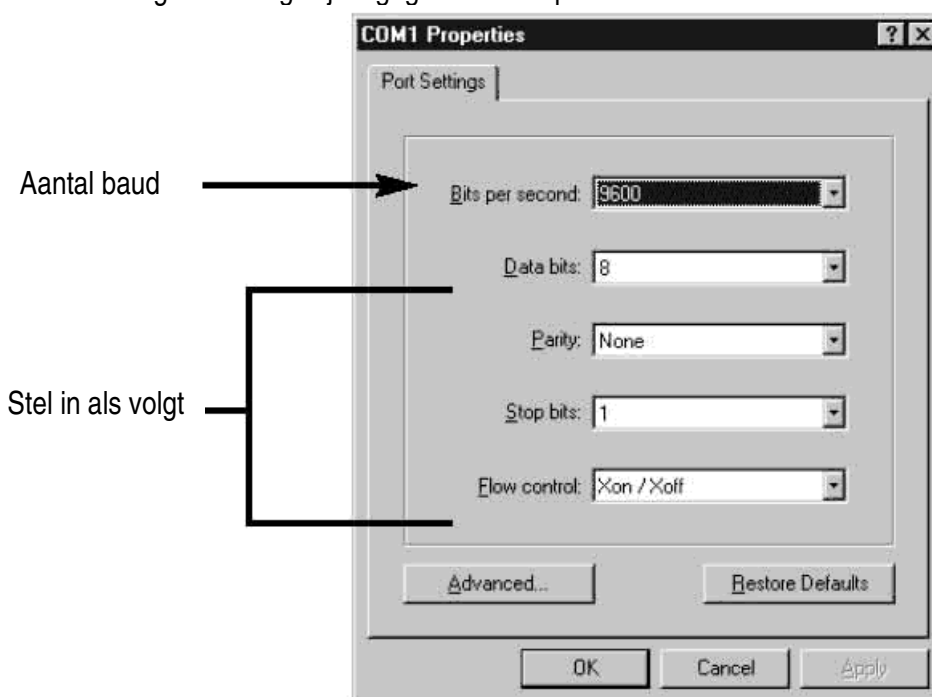 COM1 Properties
Port Settings
Aantal baud
Bits per second: 9600
Data bits: 8
Parity: None
Stel in als volgt
Stop bits: 1
Flow control: Xon / Xoff
Advanced...
Restore Defaults
OK
Cancel
Apply